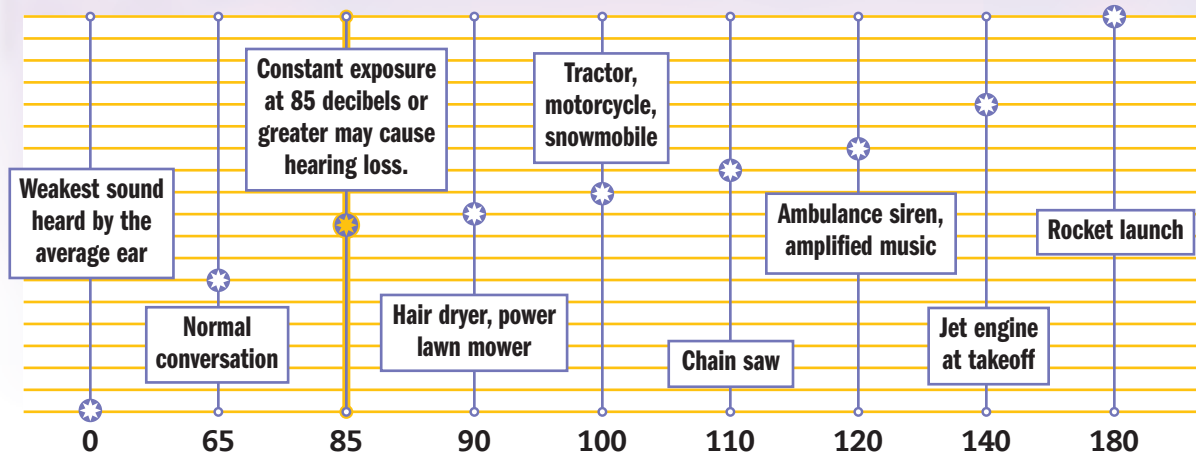 Weakest sound
heard by the
average ear
Normal
conversation
Constant exposure
at 85 decibels or
greater may cause
hearing loss.
Hair dryer, power
lawn mower
Tractor,
motorcycle,
snowmobile
Chain saw
Ambulance siren,
amplified music
Jet engine
at takeoff
Rocket launch
0 65 85 90 100 110 120 140 180